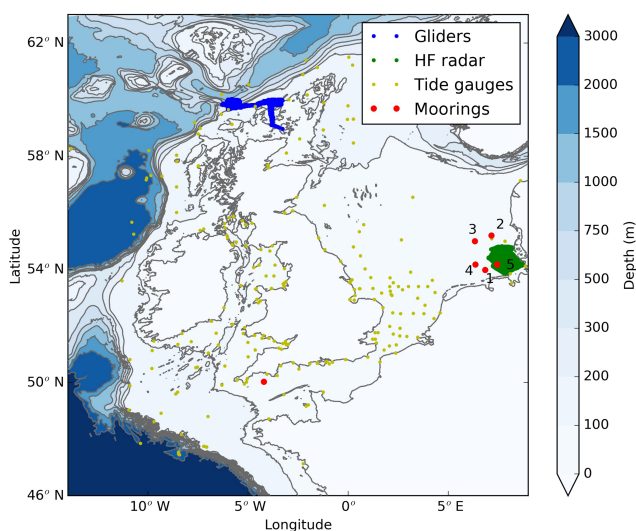 62° N
58° N
54° N
50° N
46° N
Latitude
10° W
5° W
0°
5° E
Longitude
Gliders
HF radar
Tide gauges
Moorings
3
2
4
1
5
3000
2000
1500
1000
750
500
300
200
100
0
Depth (m)